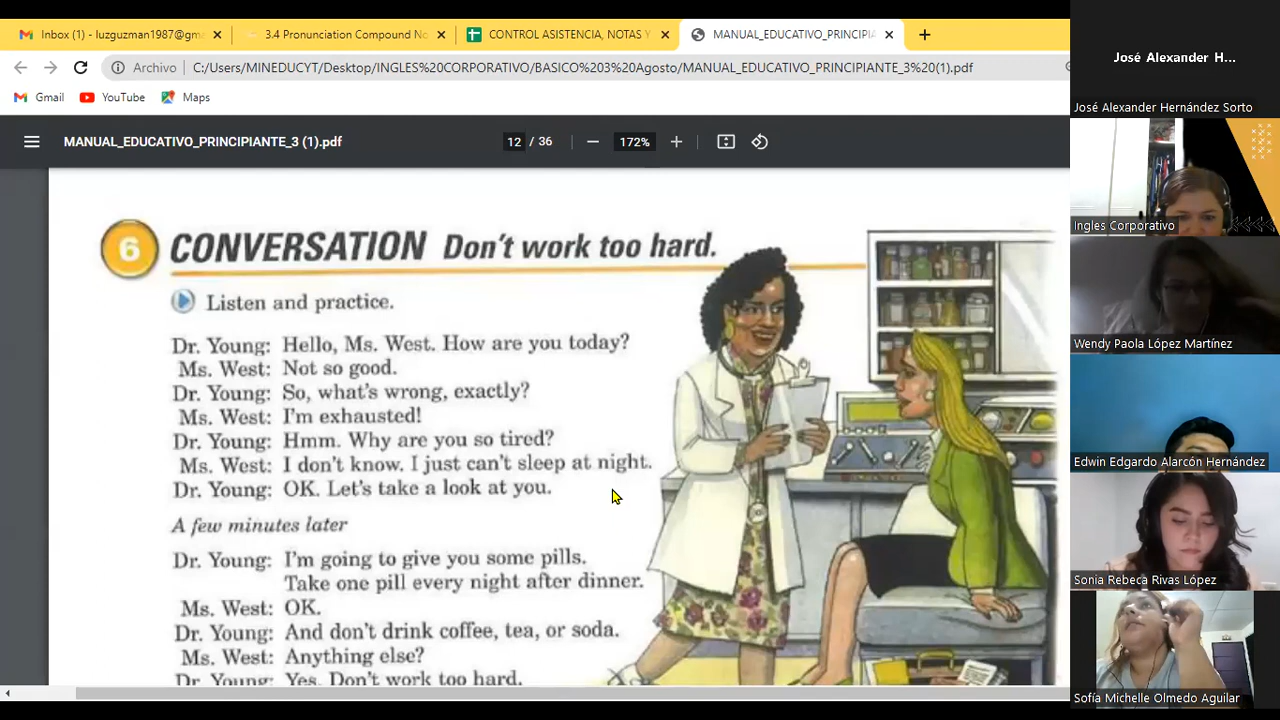 Inbox (1) - luzguzman1987@gm
3.4 Pronunciation Compound No
CONTROL ASISTENCIA, NOTAS Y
MANUAL_EDUCATIVO_PRINCIPIA
Archivo
C:/Users/MINEDUCYT/Desktop/INGLES%20CORPORATIVO/BASICO%203%20Agosto/MANUAL_EDUCATIVO_PRINCIPIANTE_3%20(1).pdf
Gmail
YouTube
Maps
MANUAL_EDUCATIVO_PRINCIPIANTE_3 (1).pdf
12 / 36
172%
6 CONVERSATION Don't work too hard.
Listen and practice.
Dr. Young: Hello, Ms. West. How are you today?
Ms. West: Not so good.
Dr. Young: So, what's wrong, exactly?
Ms. West: I'm exhausted!
Dr. Young: Hmm. Why are you so tired?
Ms. West: I don't know. I just can't sleep at night.
Dr. Young: OK. Let's take a look at you.
A few minutes later
Dr. Young: I'm going to give you some pills.
Take one pill every night after dinner.
Ms. West: OK.
Dr. Young: And don't drink coffee, tea, or soda.
Ms. West: Anything else?
Dr. Young: Yes. Don't work too hard.
José Alexander H...
José Alexander Hernández Sorto
Ingles Corporativo
Wendy Paola López Martínez
Edwin Edgardo Alarcón Hernández
Sonia Rebeca Rivas López
Sofía Michelle Olmedo Aguilar